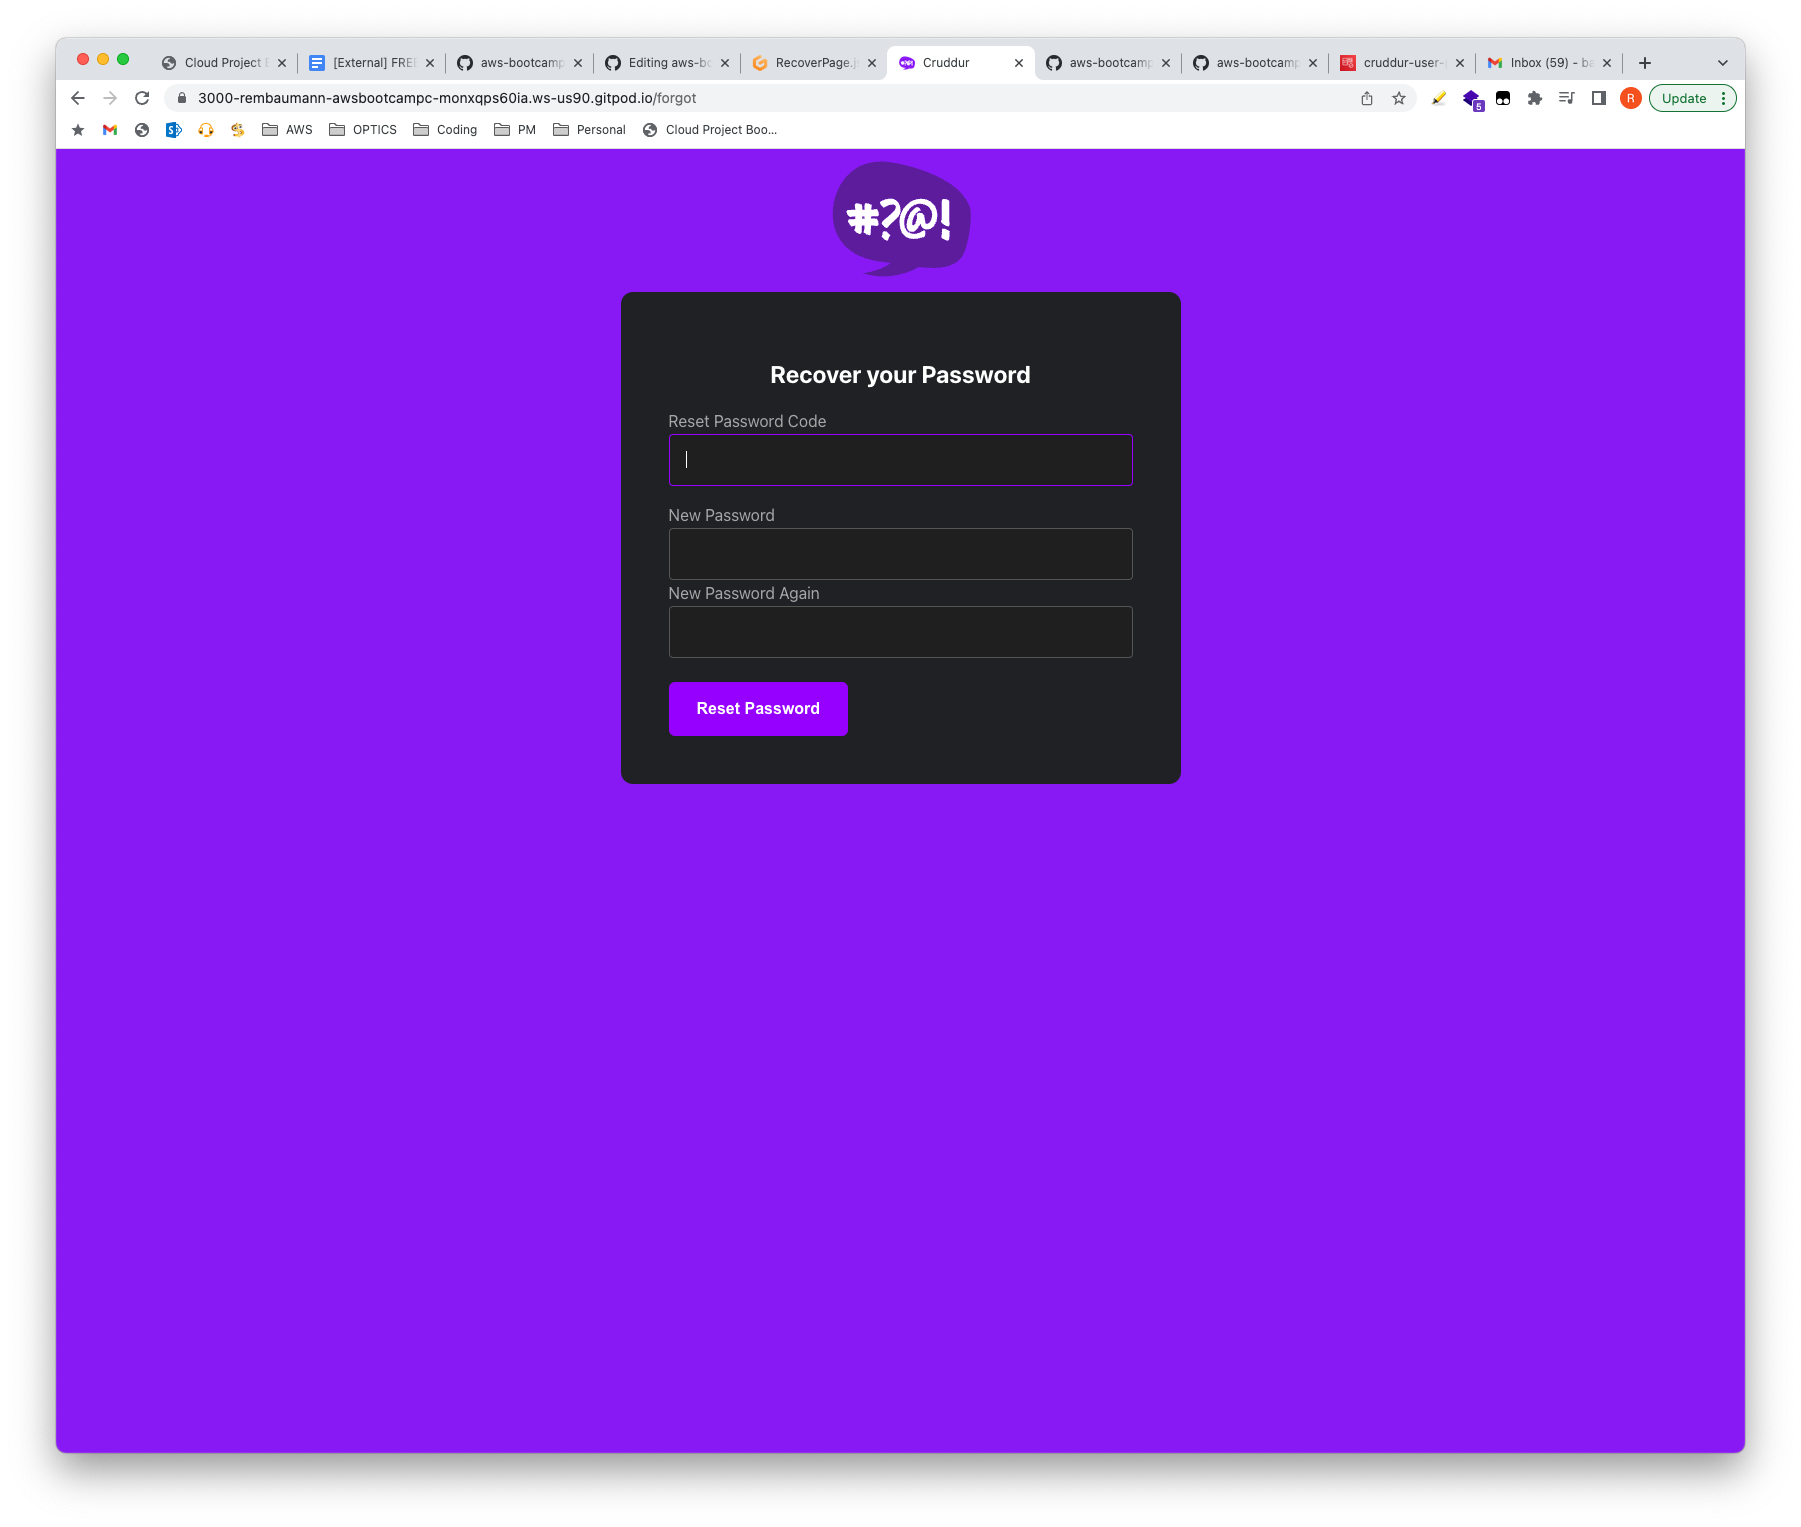 Cloud Project
[External] FREE
aws-bootcamp
Editing aws-bo
RecoverPage.j
Cruddur
aws-bootcamp
aws-bootcamp
cruddur-user-
Inbox (59) - ba
3000-rembaumann-awsbootcampc-monxqps60ia.ws-us90.gitpod.io/forgot
5
R
Update
AWS
OPTICS
Coding
PM
Personal
Cloud Project Boo...
#?@!
Recover your Password
Reset Password Code
New Password
New Password Again
Reset Password